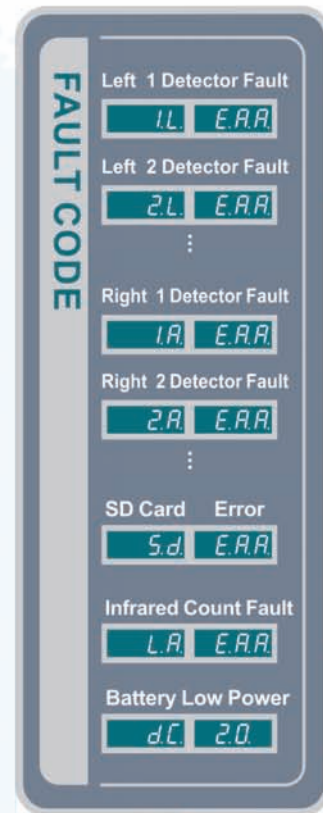 FAULT CODE
Left 1 Detector Fault
1.L. E.A.A.
Left 2 Detector Fault
2.L. E.A.A.
⋮
Right 1 Detector Fault
1.A. E.A.A.
Right 2 Detector Fault
2.A. E.A.A.
⋮
SD Card Error
S.d. E.A.A.
Infrared Count Fault
L.A. E.A.A.
Battery Low Power
d.C. 2.0.